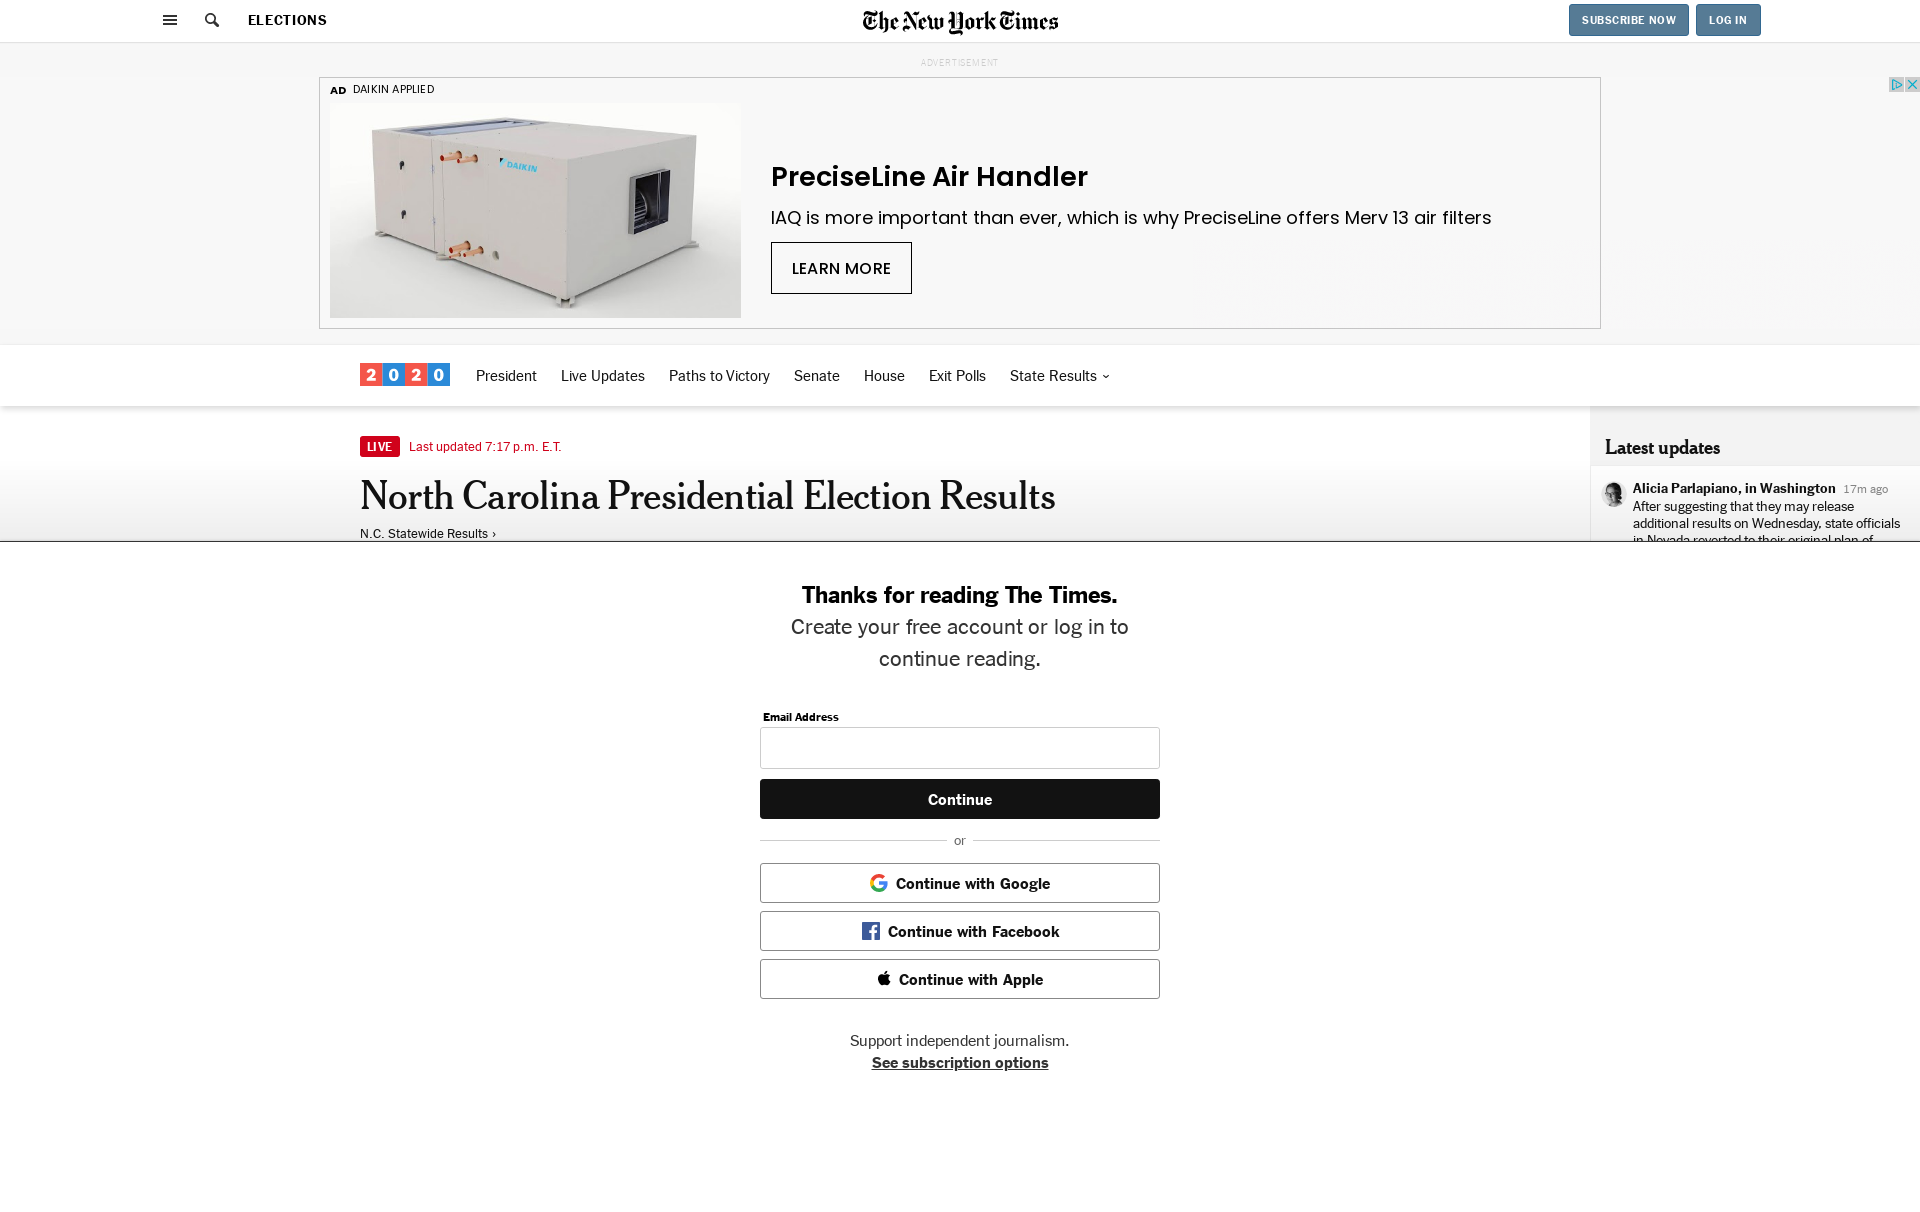 ELECTIONS
The New York Times
SUBSCRIBE NOW
LOG IN
ADVERTISEMENT
AD DAIKIN APPLIED
DAIKIN
PreciseLine Air Handler
IAQ is more important than ever, which is why PreciseLine offers Merv 13 air filters
LEARN MORE
2020
President
Live Updates
Paths to Victory
Senate
House
Exit Polls
State Results
LIVE Last updated 7:17 p.m. E.T.
North Carolina Presidential Election Results
N.C. Statewide Results ›
Latest updates
Alicia Parlapiano, in Washington 17m ago
After suggesting that they may release
additional results on Wednesday, state officials
in Nevada reverted to their original plan of
Thanks for reading The Times.
Create your free account or log in to
continue reading.
Email Address
Continue
or
Continue with Google
Continue with Facebook
Continue with Apple
Support independent journalism.
See subscription options